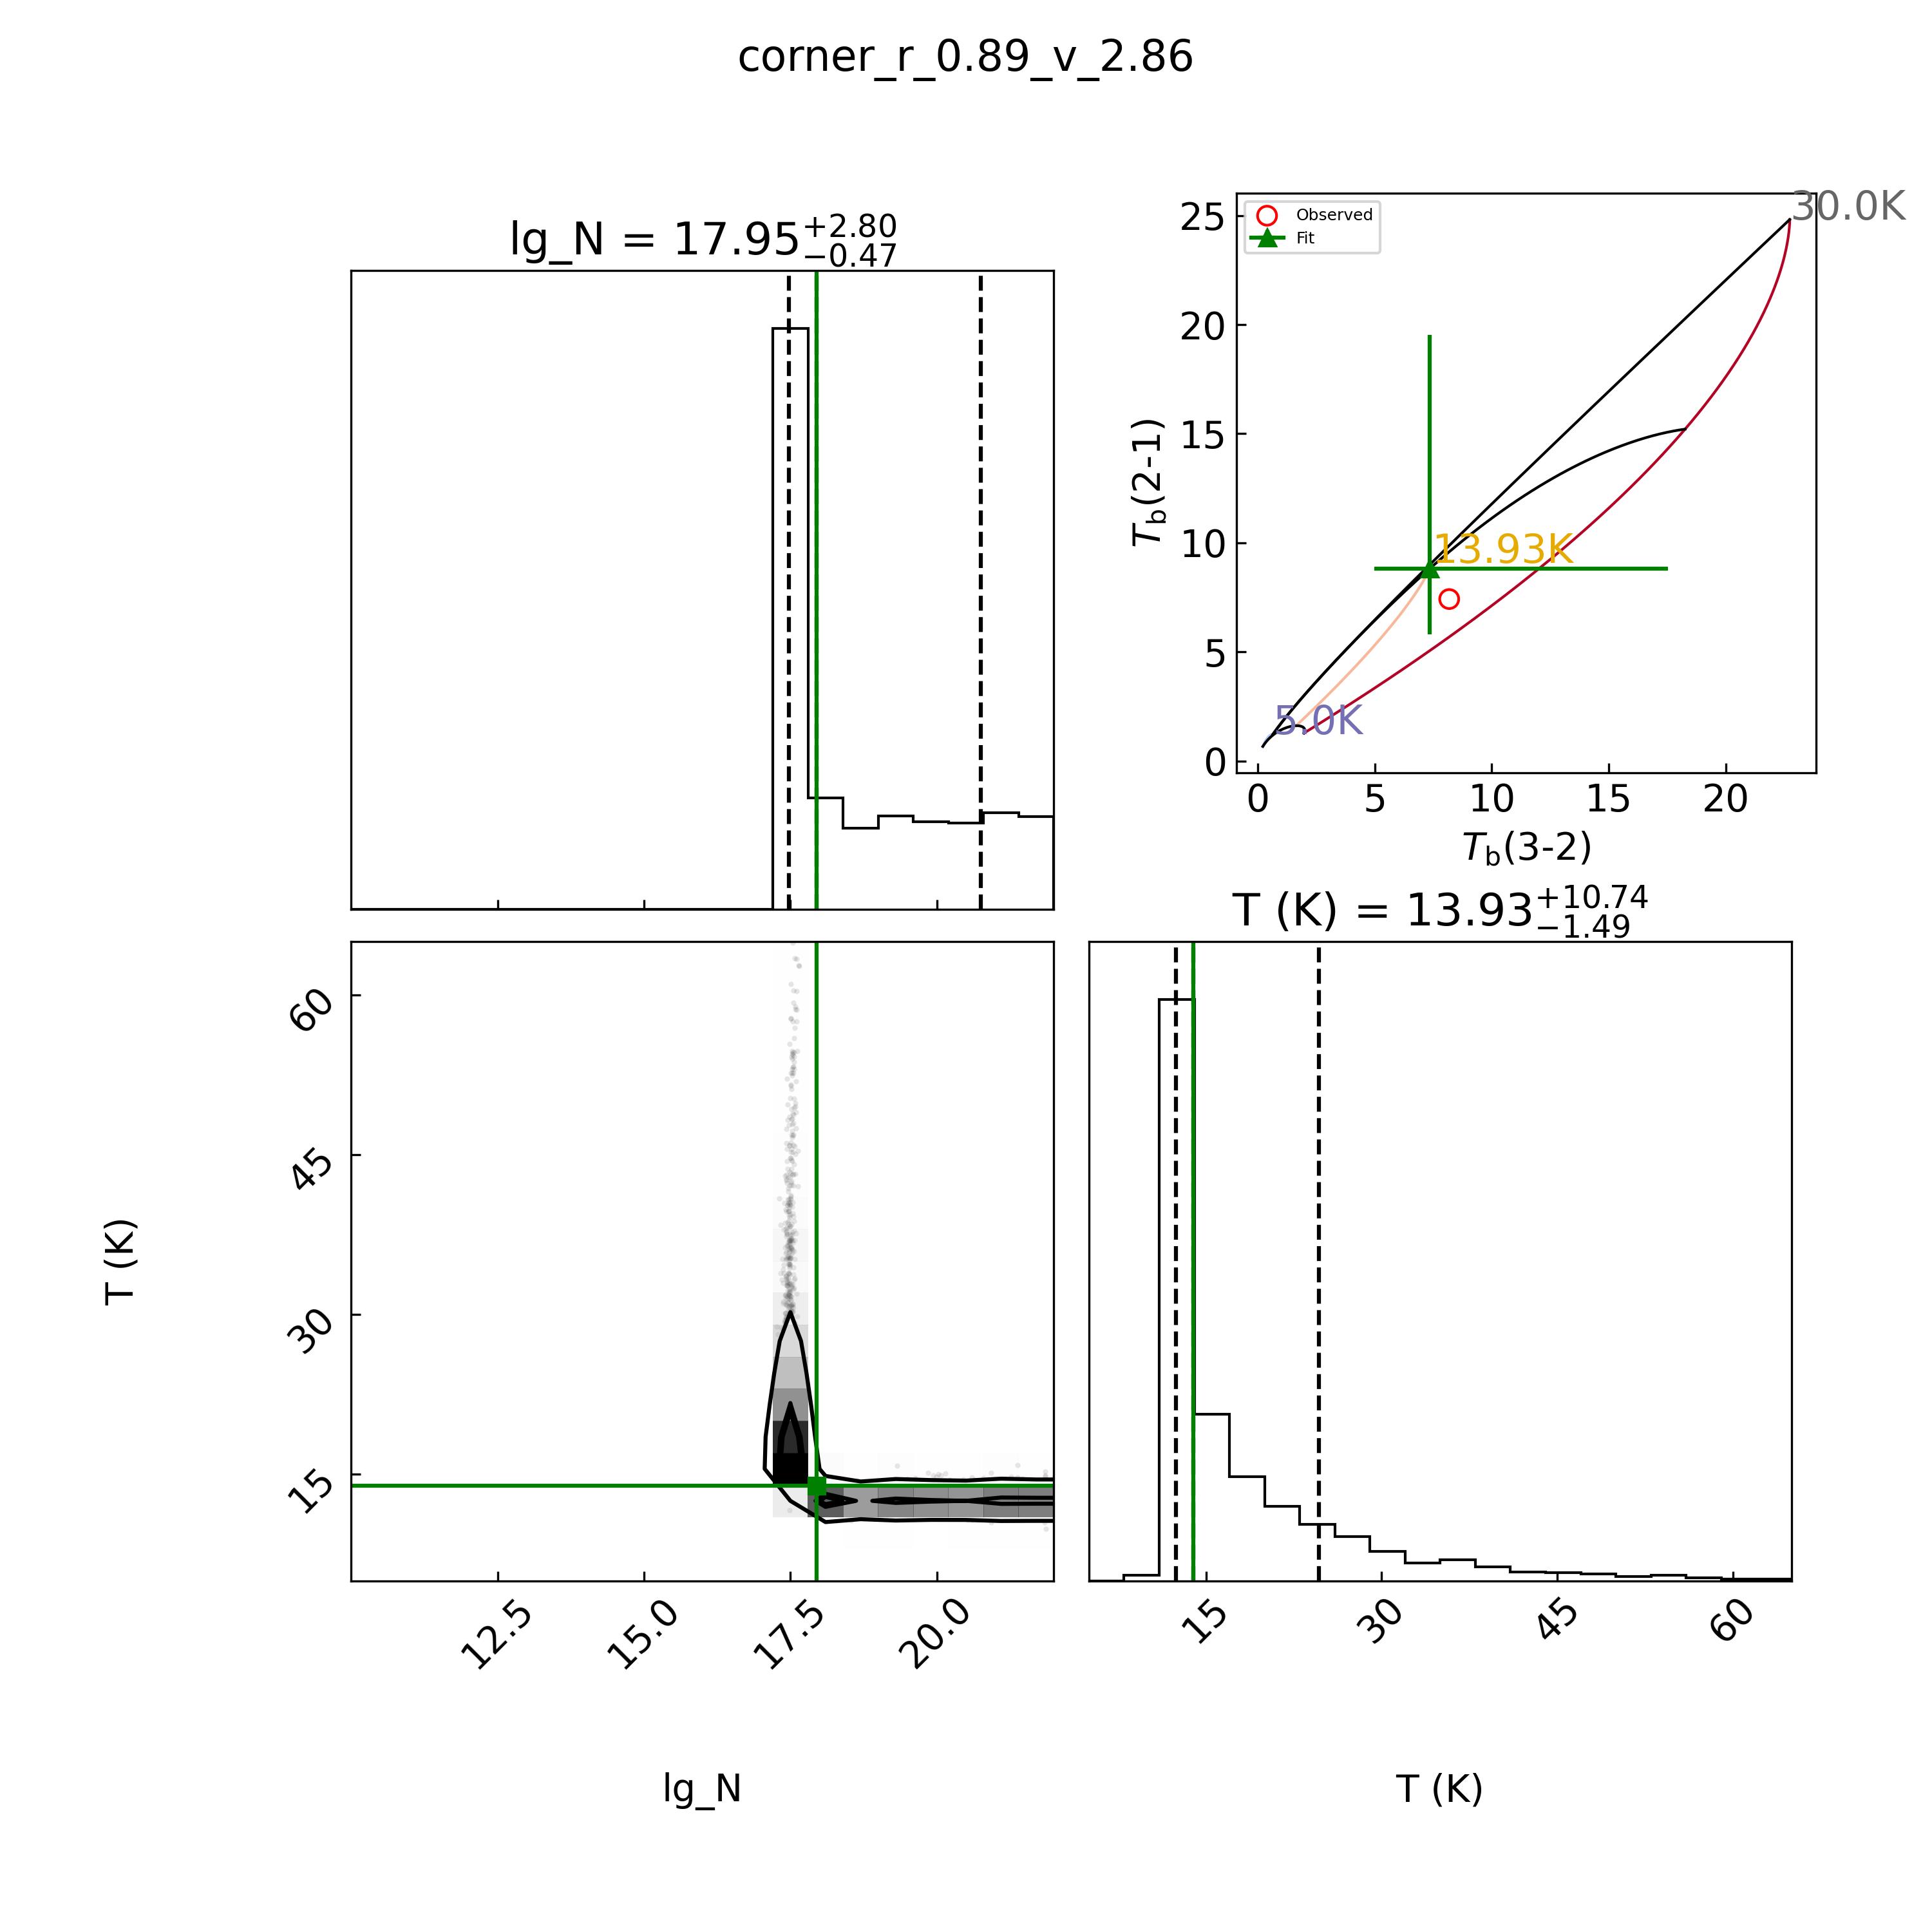 corner_r_0.89_v_2.86
lg_N = 17.95+2.80−0.47
25
20
15
10
5
0
Tb(2-1)
Observed
Fit
30.0K
13.93K
5.0K
0
5
10
15
20
Tb(3-2)
T (K) = 13.93+10.74−1.49
60
45
30
15
T (K)
12.5
15.0
17.5
20.0
lg_N
15
30
45
60
T (K)